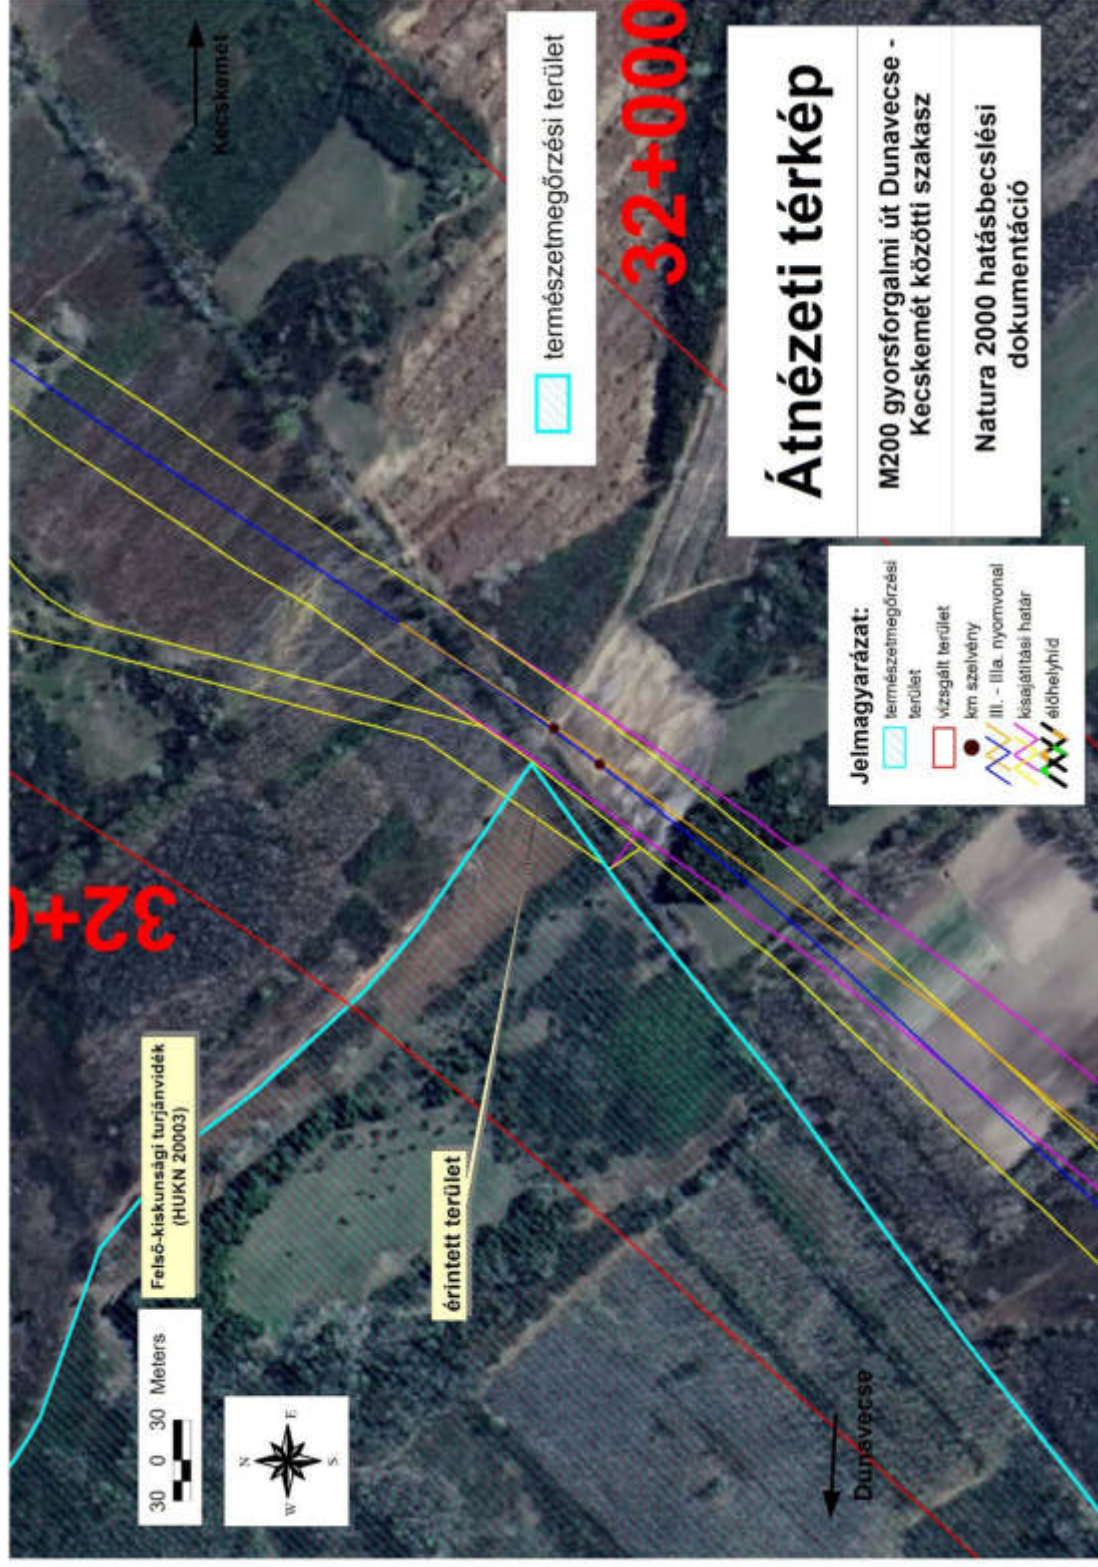 Átnézeti térkép
M200 gyorsforgalmi út Dunavecse -
Kecskemét közötti szakasz
Natura 2000 hatásbecslési
dokumentáció
természetmegőrzési terület
32+000
Kecskemét
32+0
Felső-kiskunsági turjánvidék
(HUKN 20003)
érintett terület
30 0 30 Meters
N
W E
S
Dunavecse
Jelmagyarázat:
természetmegőrzési
terület
vizsgált terület
km szelvény
III. - IIIa. nyomvonal
kisajátítási határ
élőhelyhíd